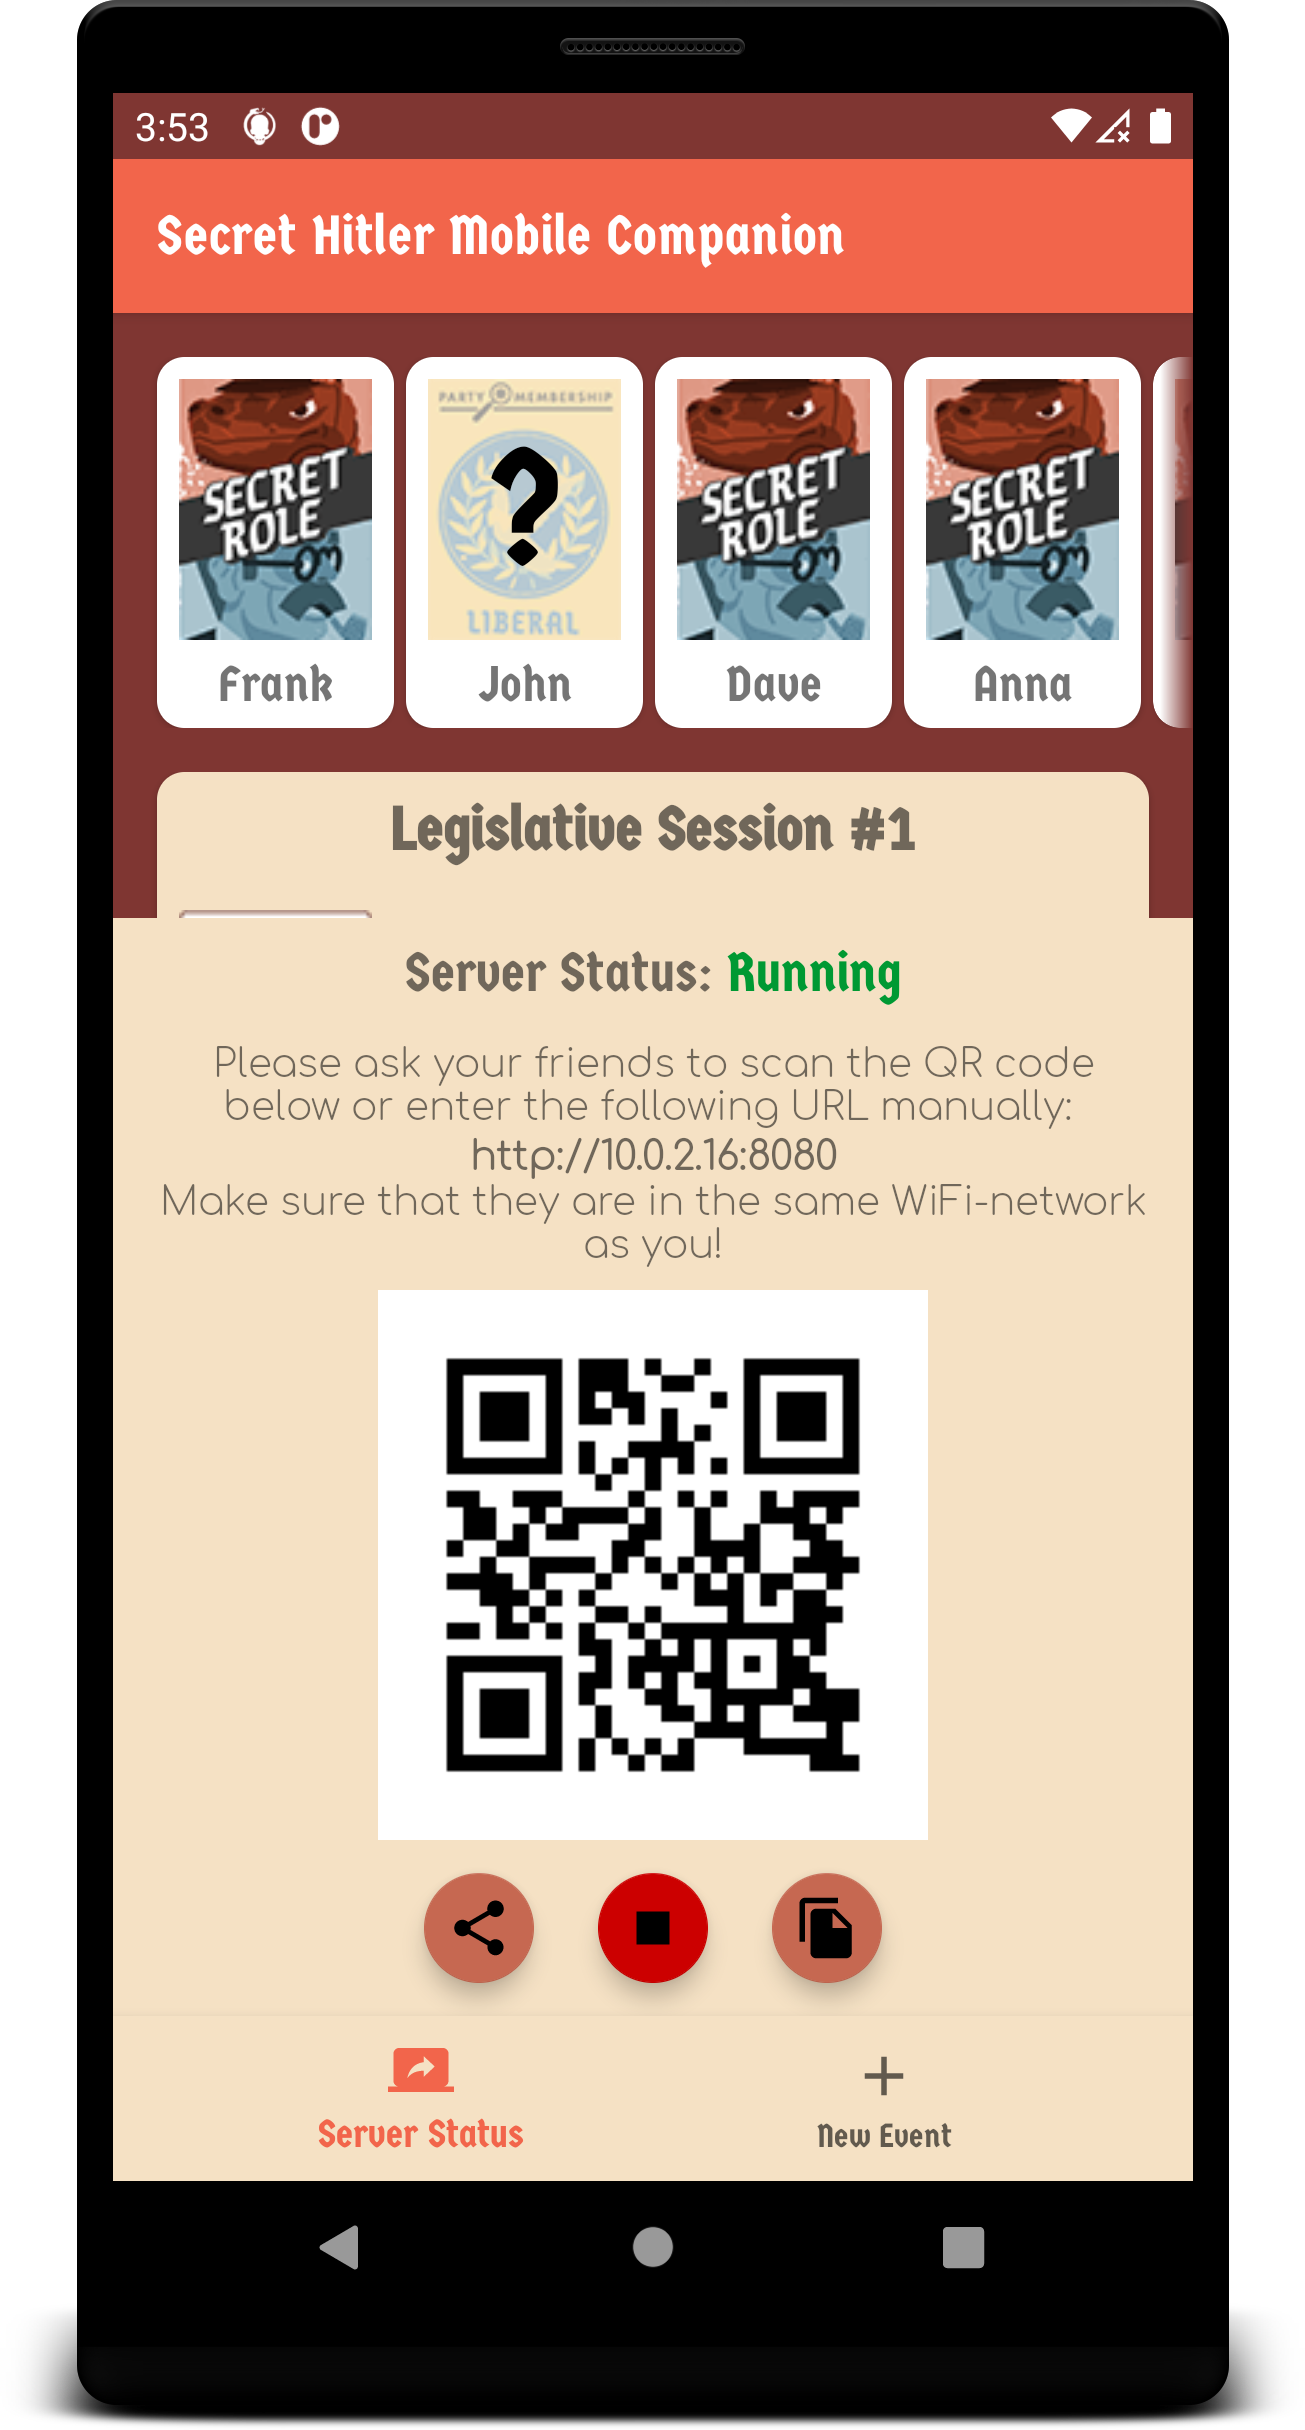 3:53
Secret Hitler Mobile Companion
SECRET ROLE
PARTY MEMBERSHIP
?
LIBERAL
SECRET ROLE
SECRET ROLE
Frank
John
Dave
Anna
Legislative Session #1
Server Status: Running
Please ask your friends to scan the QR code
below or enter the following URL manually:
http://10.0.2.16:8080
Make sure that they are in the same WiFi-network
as you!
Server Status
New Event